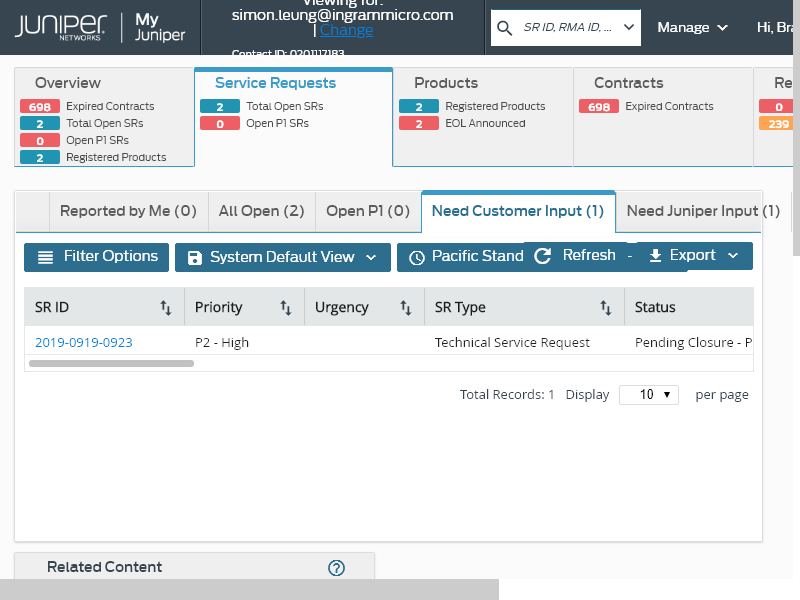 JUNIPER NETWORKS
My Juniper
Viewing for:
simon.leung@ingrammicro.com
| Change
Contact ID: 0201117183
SR ID, RMA ID, ...
Manage
Hi, Bra
Overview
698 Expired Contracts
2 Total Open SRs
0 Open P1 SRs
2 Registered Products
Service Requests
2 Total Open SRs
0 Open P1 SRs
Products
2 Registered Products
2 EOL Announced
Contracts
698 Expired Contracts
Re
0
239
Reported by Me (0)
All Open (2)
Open P1 (0)
Need Customer Input (1)
Need Juniper Input (1)
Filter Options
System Default View
Pacific Stand
Refresh
-
Export
SR ID Priority Urgency SR Type Status
2019-0919-0923 P2 - High Technical Service Request Pending Closure - P
Total Records: 1 Display 10 per page
Related Content ?